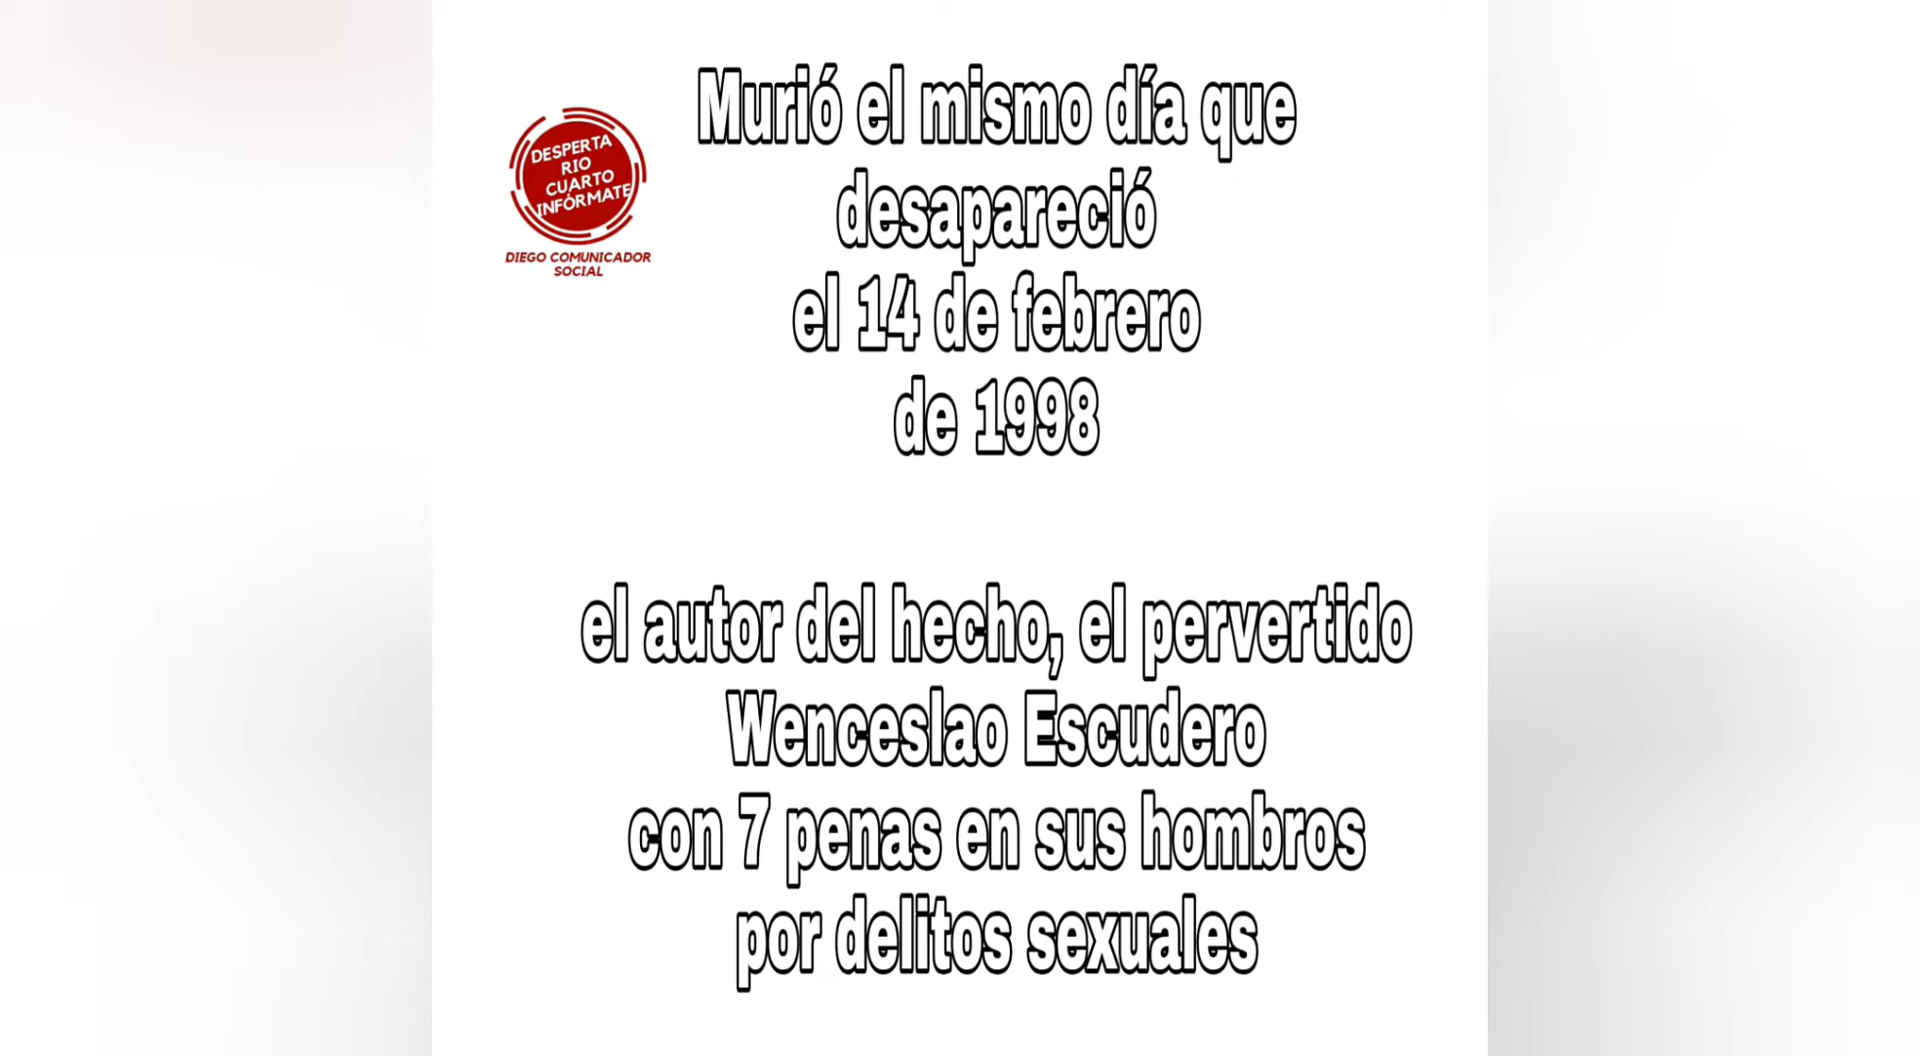 DESPERTA
RIO
CUARTO
INFÓRMATE
DIEGO COMUNICADOR
SOCIAL
Murió el mismo día que
desapareció
el 14 de febrero
de 1998
el autor del hecho, el pervertido
Wenceslao Escudero
con 7 penas en sus hombros
por delitos sexuales